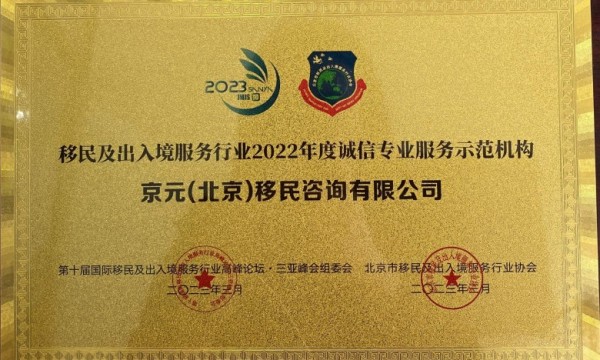 2023 SANYA
移民及出入境服务行业2022年度诚信专业服务示范机构
京元(北京)移民咨询有限公司
第十届国际移民及出入境服务行业高峰论坛·三亚峰会组委会 北京市移民及出入境服务行业协会
二〇二三年三月 二〇二三年三月